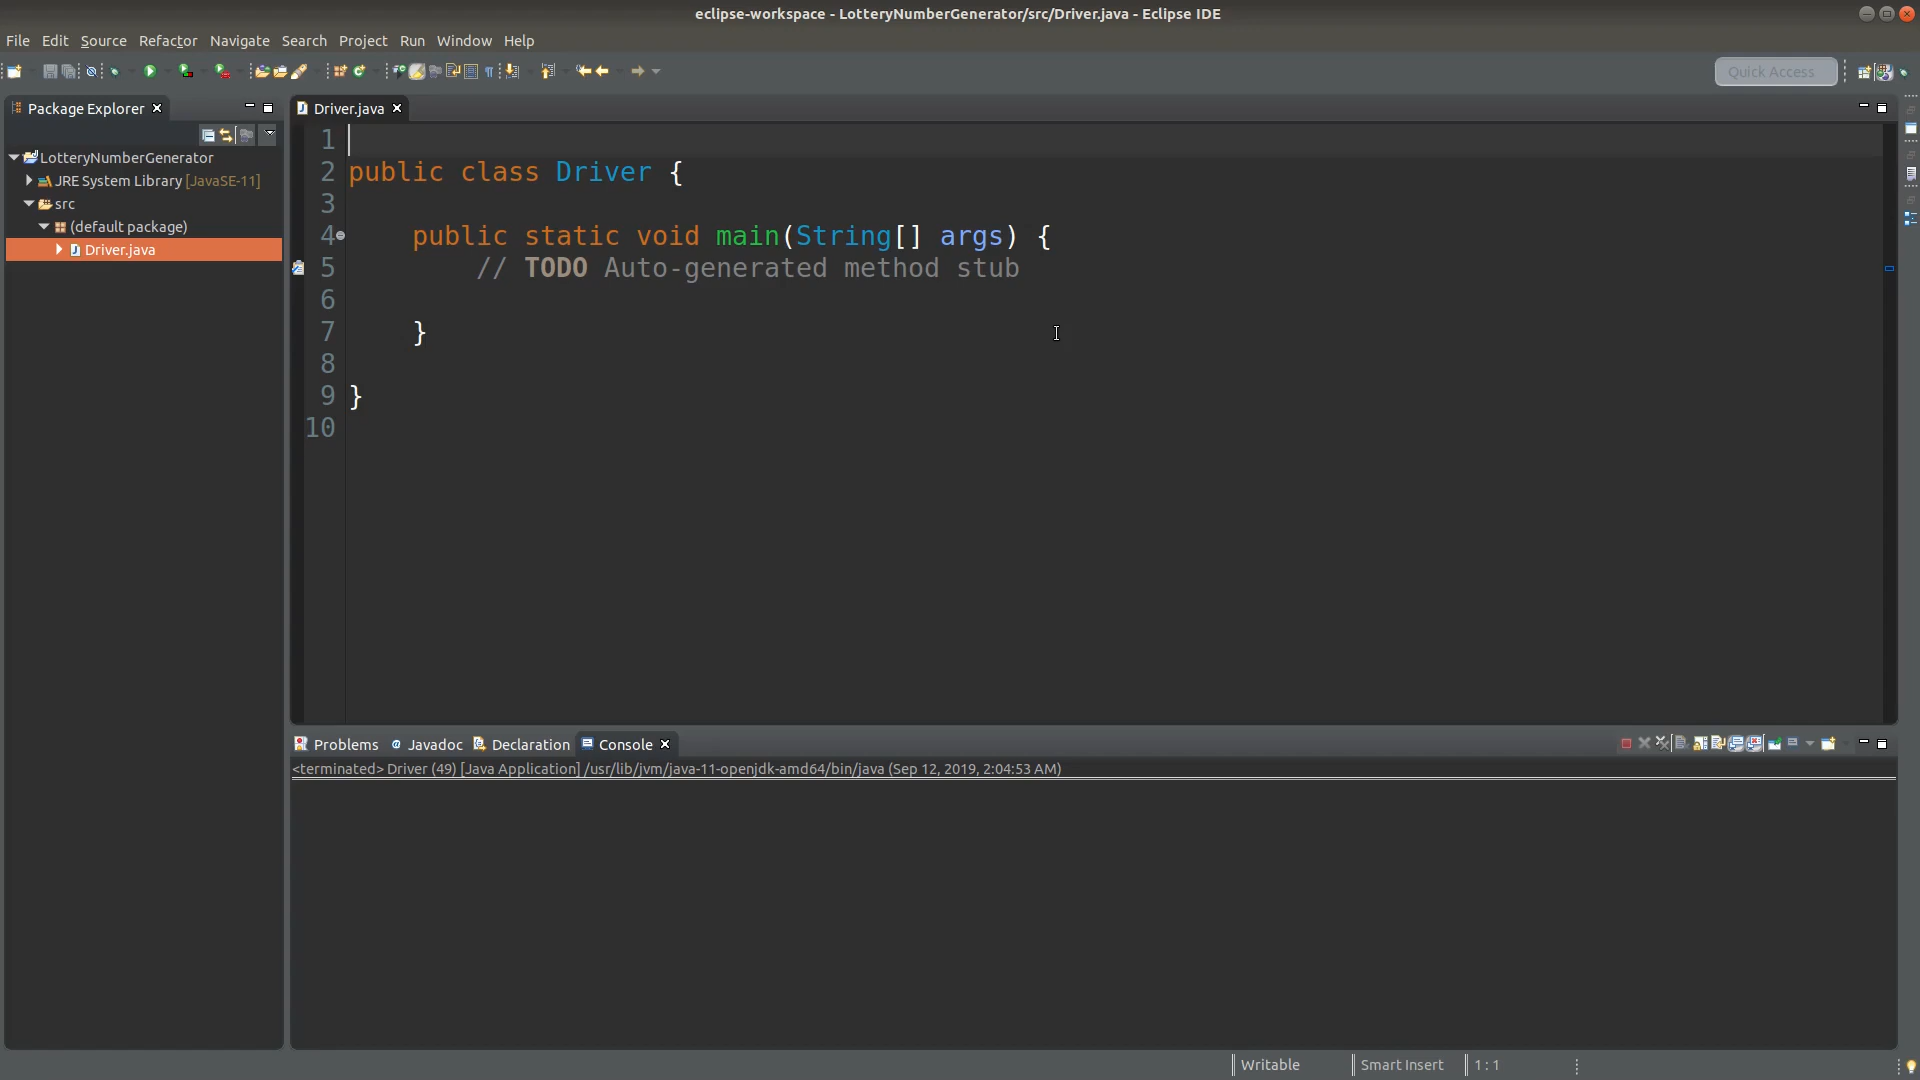 eclipse-workspace - LotteryNumberGenerator/src/Driver.java - Eclipse IDE
File Edit Source Refactor Navigate Search Project Run Window Help
Quick Access
Package Explorer
Driver.java
LotteryNumberGenerator
JRE System Library [JavaSE-11]
src
(default package)
Driver.java
1
2 public class Driver {
3
4 public static void main(String[] args) {
5 // TODO Auto-generated method stub
6
7 }
8
9 }
10
Problems Javadoc Declaration Console
<terminated> Driver (49) [Java Application] /usr/lib/jvm/java-11-openjdk-amd64/bin/java (Sep 12, 2019, 2:04:53 AM)
Writable Smart Insert 1 : 1